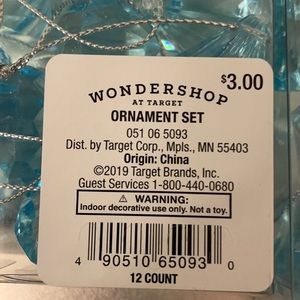 $3.00
WONDERSHOP
AT TARGET
ORNAMENT SET
051 06 5093
Dist. by Target Corp., Mpls., MN 55403
Origin: China
©2019 Target Brands, Inc.
Guest Services 1-800-440-0680
⚠ WARNING:
Indoor decorative use only. Not a toy.
4 90510 65093 0
12 COUNT